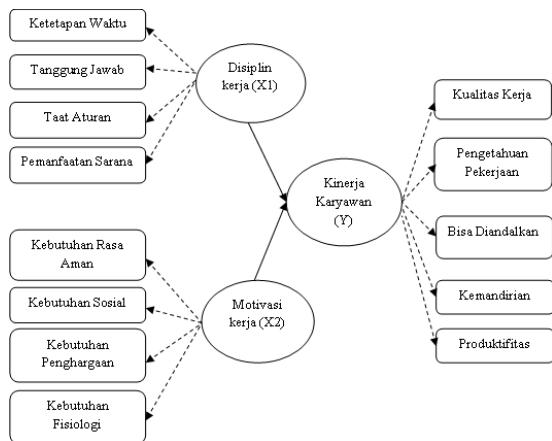 Ketetapan Waktu
Tanggung Jawab
Taat Aturan
Pemanfaatan Sarana
Disiplin
kerja (X1)
Kebutuhan Rasa
Aman
Kebutuhan Sosial
Kebutuhan
Penghargaan
Kebutuhan
Fisiologi
Motivasi
kerja (X2)
Kinerja
Karyawan
(Y)
Kualitas Kerja
Pengetahuan
Pekerjaan
Bisa Diandalkan
Kemandirian
Produktifitas